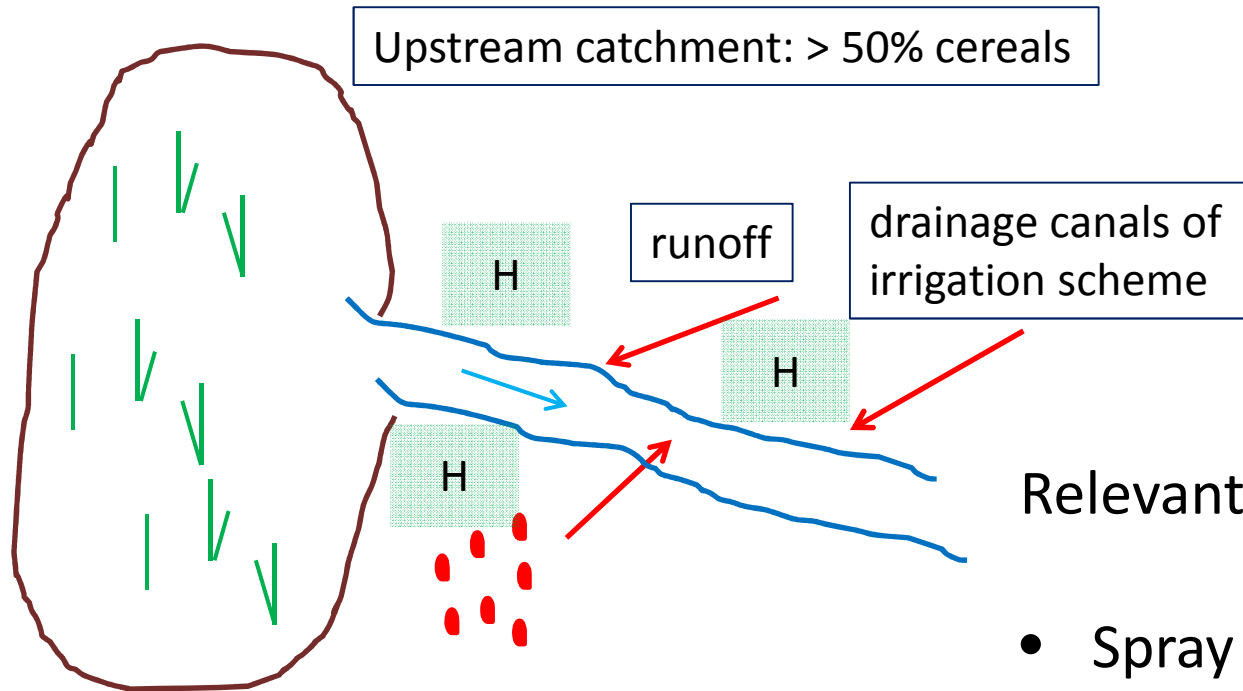 Upstream catchment: > 50% cereals
runoff
drainage canals of
irrigation scheme
H
H
H
Relevant
• Spray